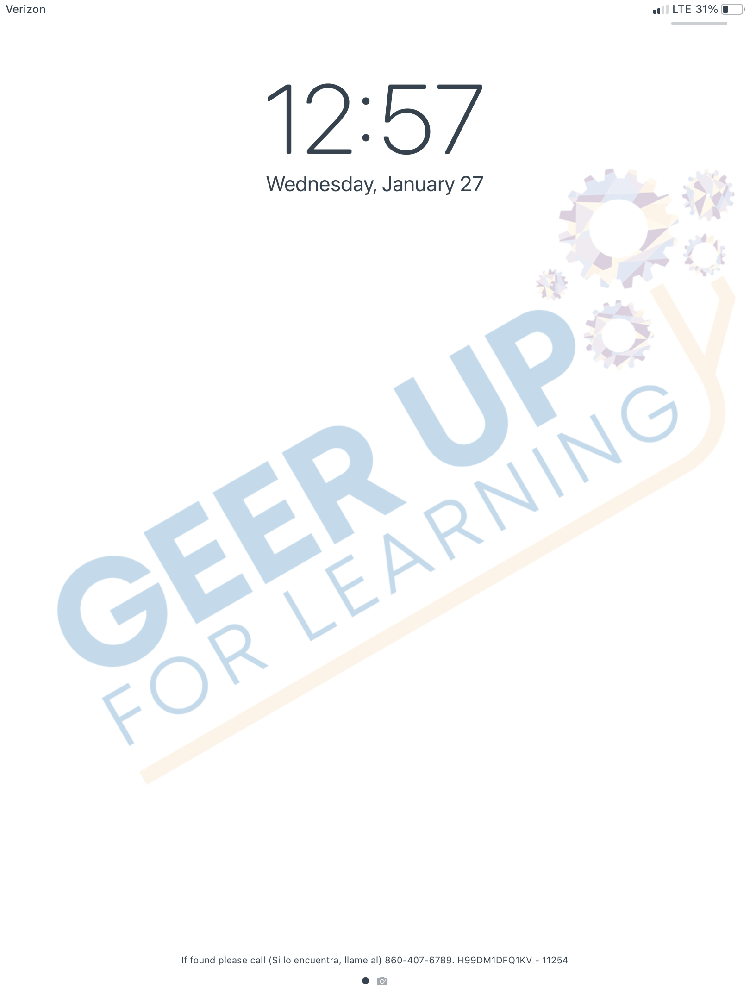 Verizon
LTE 31%
12:57
Wednesday, January 27
GEER UP
FOR LEARNING
If found please call (Si lo encuentra, llame al) 860-407-6789. H99DM1DFQ1KV - 11254